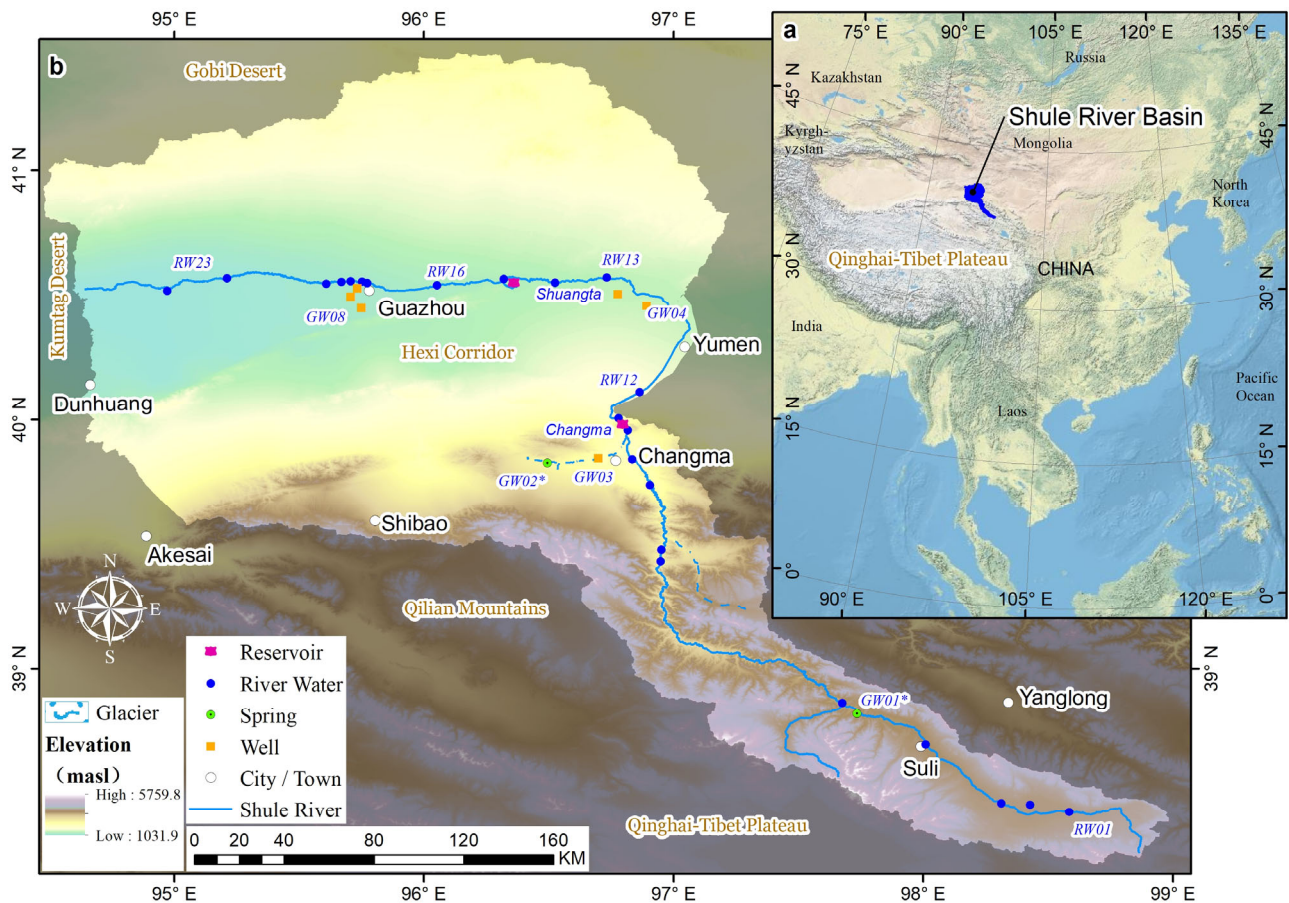 95° E
96° E
97° E
b
Gobi Desert
41° N
40° N
39° N
Kumtag Desert
RW23
RW16
RW13
Shuangta
GW08
Guazhou
GW04
Hexi Corridor
Yumen
RW12
Dunhuang
Changma
Changma
GW02*
GW03
Shibao
Akesai
Qilian Mountains
N
W
E
S
GW01*
Yanglong
Suli
RW01
Qinghai-Tibet Plateau
39° N
95° E
96° E
97° E
98° E
99° E
Reservoir
River Water
Spring
Well
City / Town
Shule River
Glacier
Elevation
（masl）
High : 5759.8
Low : 1031.9
0
20
40
80
120
160
KM
a
75° E
90° E
105° E
120° E
135° E
45° N
30° N
15° N
0°
Kazakhstan
Russia
Kyrgh-
yzstan
Shule River Basin
Mongolia
North
Korea
Qinghai-Tibet Plateau
CHINA
India
Laos
Pacific
Ocean
45° N
30° N
15° N
0° N
90° E
105° E
120° E